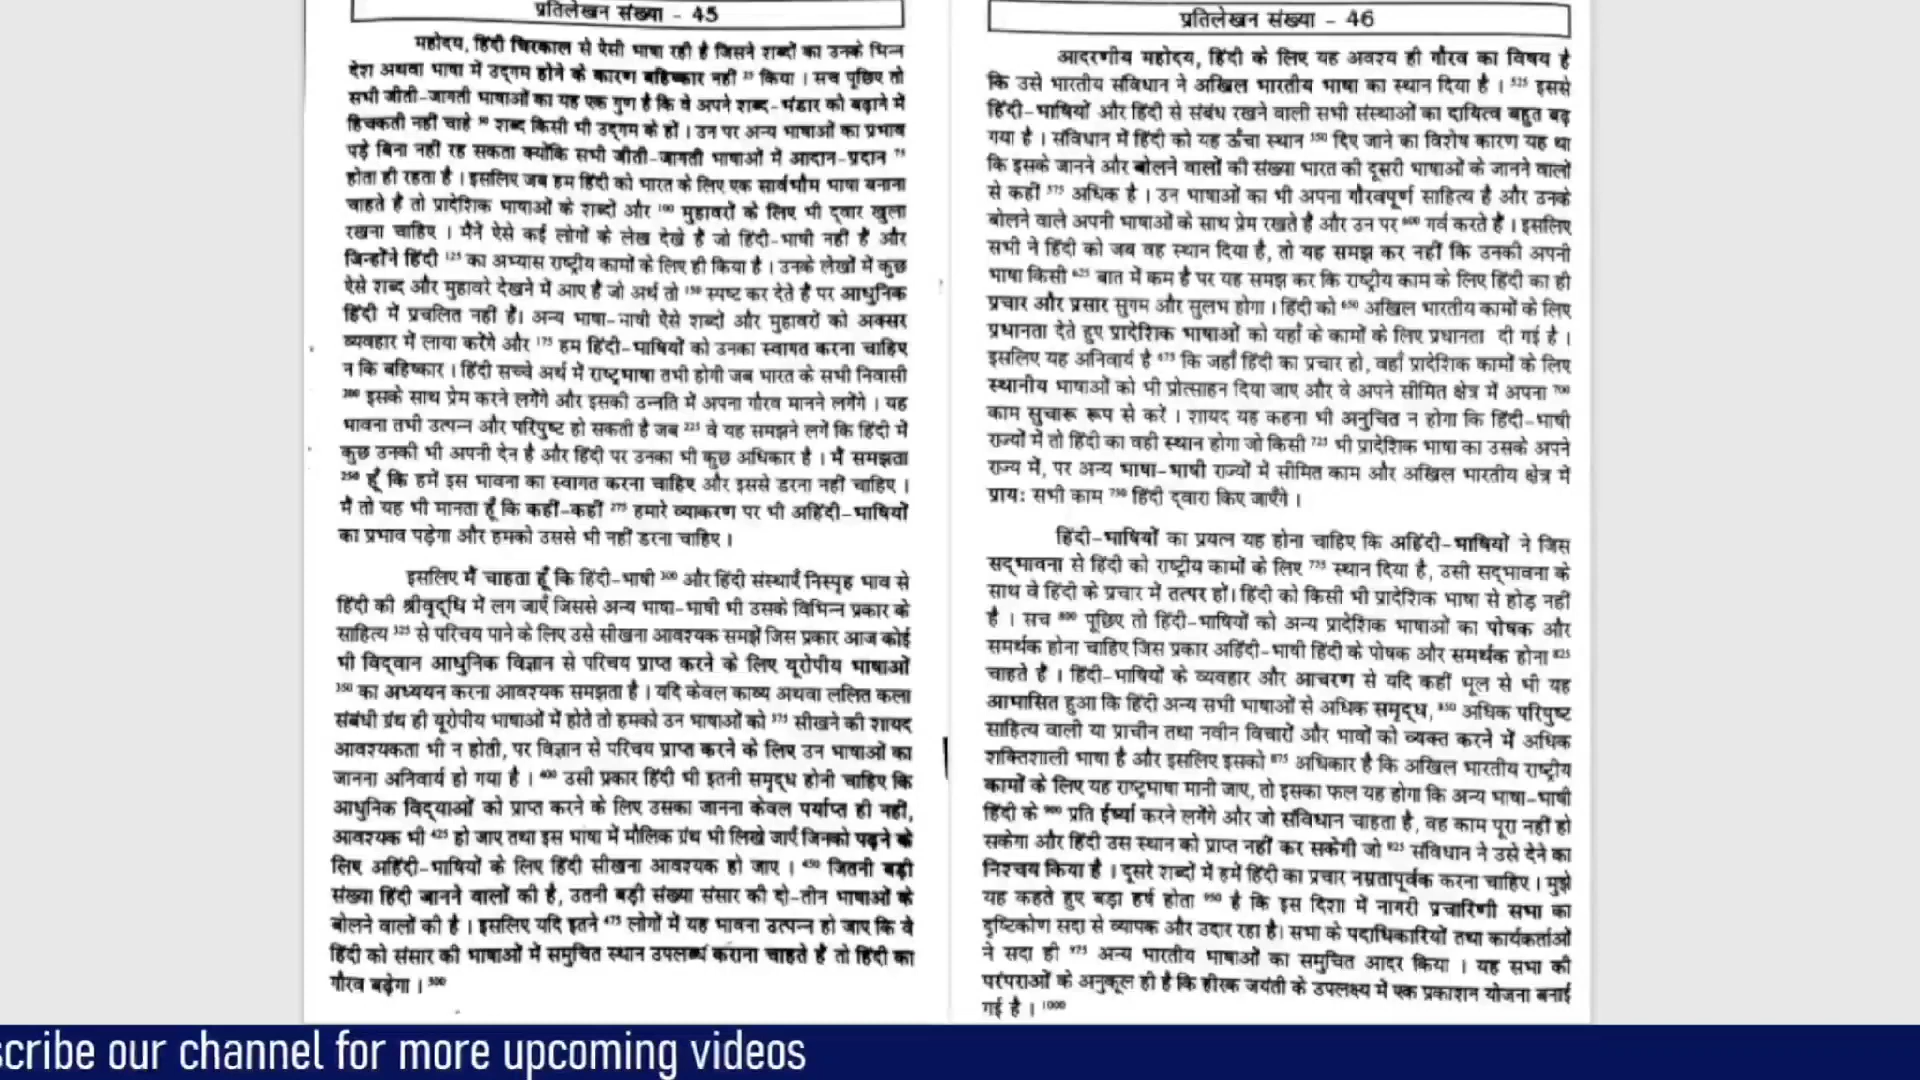 प्रतिलेखन संख्या - 45
महोदय, हिंदी चिरकाल से ऐसी भाषा रही है जिसने शब्दों का उनके भिन्न
देश अथवा भाषा में उद्गम होने के कारण बहिष्कार नहीं 25 किया । सच पूछिए तो
सभी जीती-जागती भाषाओं का यह एक गुण है कि वे अपने शब्द-भंडार को बढ़ाने में
हिचकती नहीं चाहे 50 शब्द किसी भी उद्गम के हों । उन पर अन्य भाषाओं का प्रभाव
पड़े बिना नहीं रह सकता क्योंकि सभी जीती-जागती भाषाओं में आदान-प्रदान 75
होता ही रहता है । इसलिए जब हम हिंदी को भारत के लिए एक सार्वभौम भाषा बनाना
चाहते हैं तो प्रादेशिक भाषाओं के शब्दों और 100 मुहावरों के लिए भी द्वार खुला
रखना चाहिए । मैंनें ऐसे कई लोगों के लेख देखे हैं जो हिंदी-भाषी नहीं हैं और
जिन्होंने हिंदी 125 का अभ्यास राष्ट्रीय कामों के लिए ही किया है । उनके लेखों में कुछ
ऐसे शब्द और मुहावरे देखने में आए हैं जो अर्थ तो 150 स्पष्ट कर देते हैं पर आधुनिक
हिंदी में प्रचलित नहीं हैं। अन्य भाषा-भाषी ऐसे शब्दों और मुहावरों को अक्सर
व्यवहार में लाया करेंगे और 175 हम हिंदी-भाषियों को उनका स्वागत करना चाहिए
न कि बहिष्कार । हिंदी सच्चे अर्थ में राष्ट्रभाषा तभी होगी जब भारत के सभी निवासी
200 इसके साथ प्रेम करने लगेंगे और इसकी उन्नति में अपना गौरव मानने लगेंगे । यह
भावना तभी उत्पन्न और परिपुष्ट हो सकती है जब 225 वे यह समझने लगें कि हिंदी में
कुछ उनकी भी अपनी देन है और हिंदी पर उनका भी कुछ अधिकार है । मैं समझता
250 हूँ कि हमें इस भावना का स्वागत करना चाहिए और इससे डरना नहीं चाहिए ।
मैं तो यह भी मानता हूँ कि कहीं-कहीं 275 हमारे व्याकरण पर भी अहिंदी-भाषियों
का प्रभाव पड़ेगा और हमको उससे भी नहीं डरना चाहिए ।
इसलिए मैं चाहता हूँ कि हिंदी-भाषी 300 और हिंदी संस्थाएँ निस्पृह भाव से
हिंदी की श्रीवृद्धि में लग जाएँ जिससे अन्य भाषा-भाषी भी उसके विभिन्न प्रकार के
साहित्य 325 से परिचय पाने के लिए उसे सीखना आवश्यक समझें जिस प्रकार आज कोई
भी विद्वान आधुनिक विज्ञान से परिचय प्राप्त करने के लिए यूरोपीय भाषाओं
350 का अध्ययन करना आवश्यक समझता है । यदि केवल काव्य अथवा ललित कला
संबंधी ग्रंथ ही यूरोपीय भाषाओं में होते तो हमको उन भाषाओं को 375 सीखने की शायद
आवश्यकता भी न होती, पर विज्ञान से परिचय प्राप्त करने के लिए उन भाषाओं का
जानना अनिवार्य हो गया है । 400 उसी प्रकार हिंदी भी इतनी समृद्ध होनी चाहिए कि
आधुनिक विद्याओं को प्राप्त करने के लिए उसका जानना केवल पर्याप्त ही नहीं,
आवश्यक भी 425 हो जाए तथा इस भाषा में मौलिक ग्रंथ भी लिखे जाएँ जिनको पढ़ने के
लिए अहिंदी-भाषियों के लिए हिंदी सीखना आवश्यक हो जाए । 450 जितनी बड़ी
संख्या हिंदी जानने वालों की है, उतनी बड़ी संख्या संसार की दो-तीन भाषाओं के
बोलने वालों की है । इसलिए यदि इतने 475 लोगों में यह भावना उत्पन्न हो जाए कि वे
हिंदी को संसार की भाषाओं में समुचित स्थान उपलब्ध कराना चाहते हैं तो हिंदी का
गौरव बढ़ेगा । 500
प्रतिलेखन संख्या - 46
आदरणीय महोदय, हिंदी के लिए यह अवश्य ही गौरव का विषय है
कि उसे भारतीय संविधान ने अखिल भारतीय भाषा का स्थान दिया है । 525 इससे
हिंदी-भाषियों और हिंदी से संबंध रखने वाली सभी संस्थाओं का दायित्व बहुत बढ़
गया है । संविधान में हिंदी को यह ऊँचा स्थान 550 दिए जाने का विशेष कारण यह था
कि इसके जानने और बोलने वालों की संख्या भारत की दूसरी भाषाओं के जानने वालों
से कहीं 575 अधिक है । उन भाषाओं का भी अपना गौरवपूर्ण साहित्य है और उनके
बोलने वाले अपनी भाषाओं के साथ प्रेम रखते हैं और उन पर 600 गर्व करते हैं । इसलिए
सभी ने हिंदी को जब वह स्थान दिया है, तो यह समझ कर नहीं कि उनकी अपनी
भाषा किसी 625 बात में कम है पर यह समझ कर कि राष्ट्रीय काम के लिए हिंदी का ही
प्रचार और प्रसार सुगम और सुलभ होगा । हिंदी को 650 अखिल भारतीय कामों के लिए
प्रधानता देते हुए प्रादेशिक भाषाओं को यहाँ के कामों के लिए प्रधानता दी गई है ।
इसलिए यह अनिवार्य है 675 कि जहाँ हिंदी का प्रचार हो, वहाँ प्रादेशिक कामों के लिए
स्थानीय भाषाओं को भी प्रोत्साहन दिया जाए और वे अपने सीमित क्षेत्र में अपना 700
काम सुचारू रूप से करें । शायद यह कहना भी अनुचित न होगा कि हिंदी-भाषी
राज्यों में तो हिंदी का वही स्थान होगा जो किसी 725 भी प्रादेशिक भाषा का उसके अपने
राज्य में, पर अन्य भाषा-भाषी राज्यों में सीमित काम और अखिल भारतीय क्षेत्र में
प्रायः सभी काम 750 हिंदी द्वारा किए जाएँगे ।
हिंदी-भाषियों का प्रयत्न यह होना चाहिए कि अहिंदी-भाषियों ने जिस
सद्भावना से हिंदी को राष्ट्रीय कामों के लिए 775 स्थान दिया है, उसी सद्भावना के
साथ वे हिंदी के प्रचार में तत्पर हों। हिंदी को किसी भी प्रादेशिक भाषा से होड़ नहीं
है । सच 800 पूछिए तो हिंदी-भाषियों को अन्य प्रादेशिक भाषाओं का पोषक और
समर्थक होना चाहिए जिस प्रकार अहिंदी-भाषी हिंदी के पोषक और समर्थक होना 825
चाहते हैं । हिंदी-भाषियों के व्यवहार और आचरण से यदि कहीं भूल से भी यह
आभासित हुआ कि हिंदी अन्य सभी भाषाओं से अधिक समृद्ध, 850 अधिक परिपुष्ट
साहित्य वाली या प्राचीन तथा नवीन विचारों और भावों को व्यक्त करने में अधिक
शक्तिशाली भाषा है और इसलिए इसको 875 अधिकार है कि अखिल भारतीय राष्ट्रीय
कामों के लिए यह राष्ट्रभाषा मानी जाए, तो इसका फल यह होगा कि अन्य भाषा-भाषी
हिंदी के 900 प्रति ईर्ष्या करने लगेंगे और जो संविधान चाहता है, वह काम पूरा नहीं हो
सकेगा और हिंदी उस स्थान को प्राप्त नहीं कर सकेगी जो 925 संविधान ने उसे देने का
निश्चय किया है । दूसरे शब्दों में हमें हिंदी का प्रचार नम्रतापूर्वक करना चाहिए । मुझे
यह कहते हुए बड़ा हर्ष होता 950 है कि इस दिशा में नागरी प्रचारिणी सभा का
दृष्टिकोण सदा से व्यापक और उदार रहा है। सभा के पदाधिकारियों तथा कार्यकर्ताओं
ने सदा ही 975 अन्य भारतीय भाषाओं का समुचित आदर किया । यह सभा की
परंपराओं के अनुकूल ही है कि हीरक जयंती के उपलक्ष्य में एक प्रकाशन योजना बनाई
गई है । 1000
scribe our channel for more upcoming videos